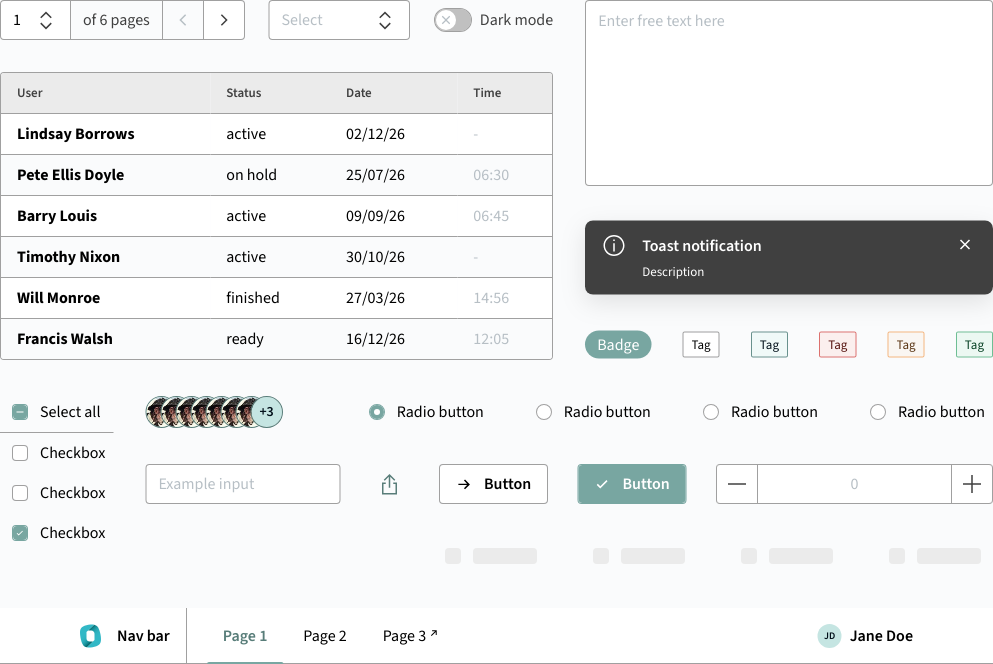 1 of 6 pages Select Dark mode
Enter free text here
User Status Date Time
Lindsay Borrows active 02/12/26 -
Pete Ellis Doyle on hold 25/07/26 06:30
Barry Louis active 09/09/26 06:45
Timothy Nixon active 30/10/26 -
Will Monroe finished 27/03/26 14:56
Francis Walsh ready 16/12/26 12:05
Toast notification
Description
Badge Tag Tag Tag Tag Tag
Select all +3 Radio button Radio button Radio button Radio button
Checkbox
Example input Button Button 0
Checkbox
Checkbox
Nav bar Page 1 Page 2 Page 3 ↗ JD Jane Doe